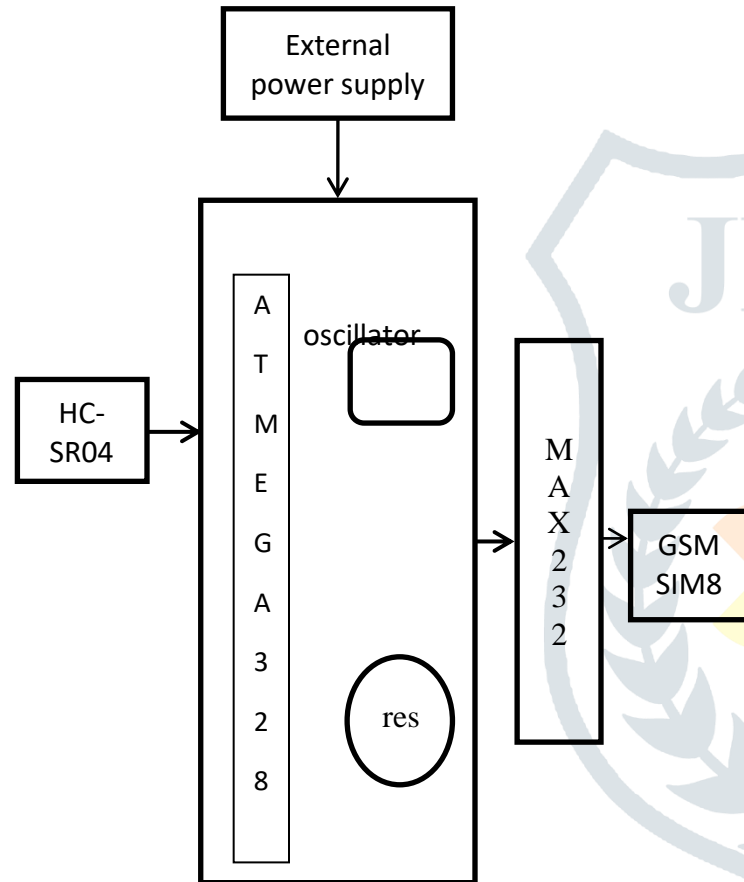 External
power supply
oscillator
A
T
M
E
G
A
3
2
8
HC-
SR04
M
A
X
2
3
2
GSM
SIM8
res